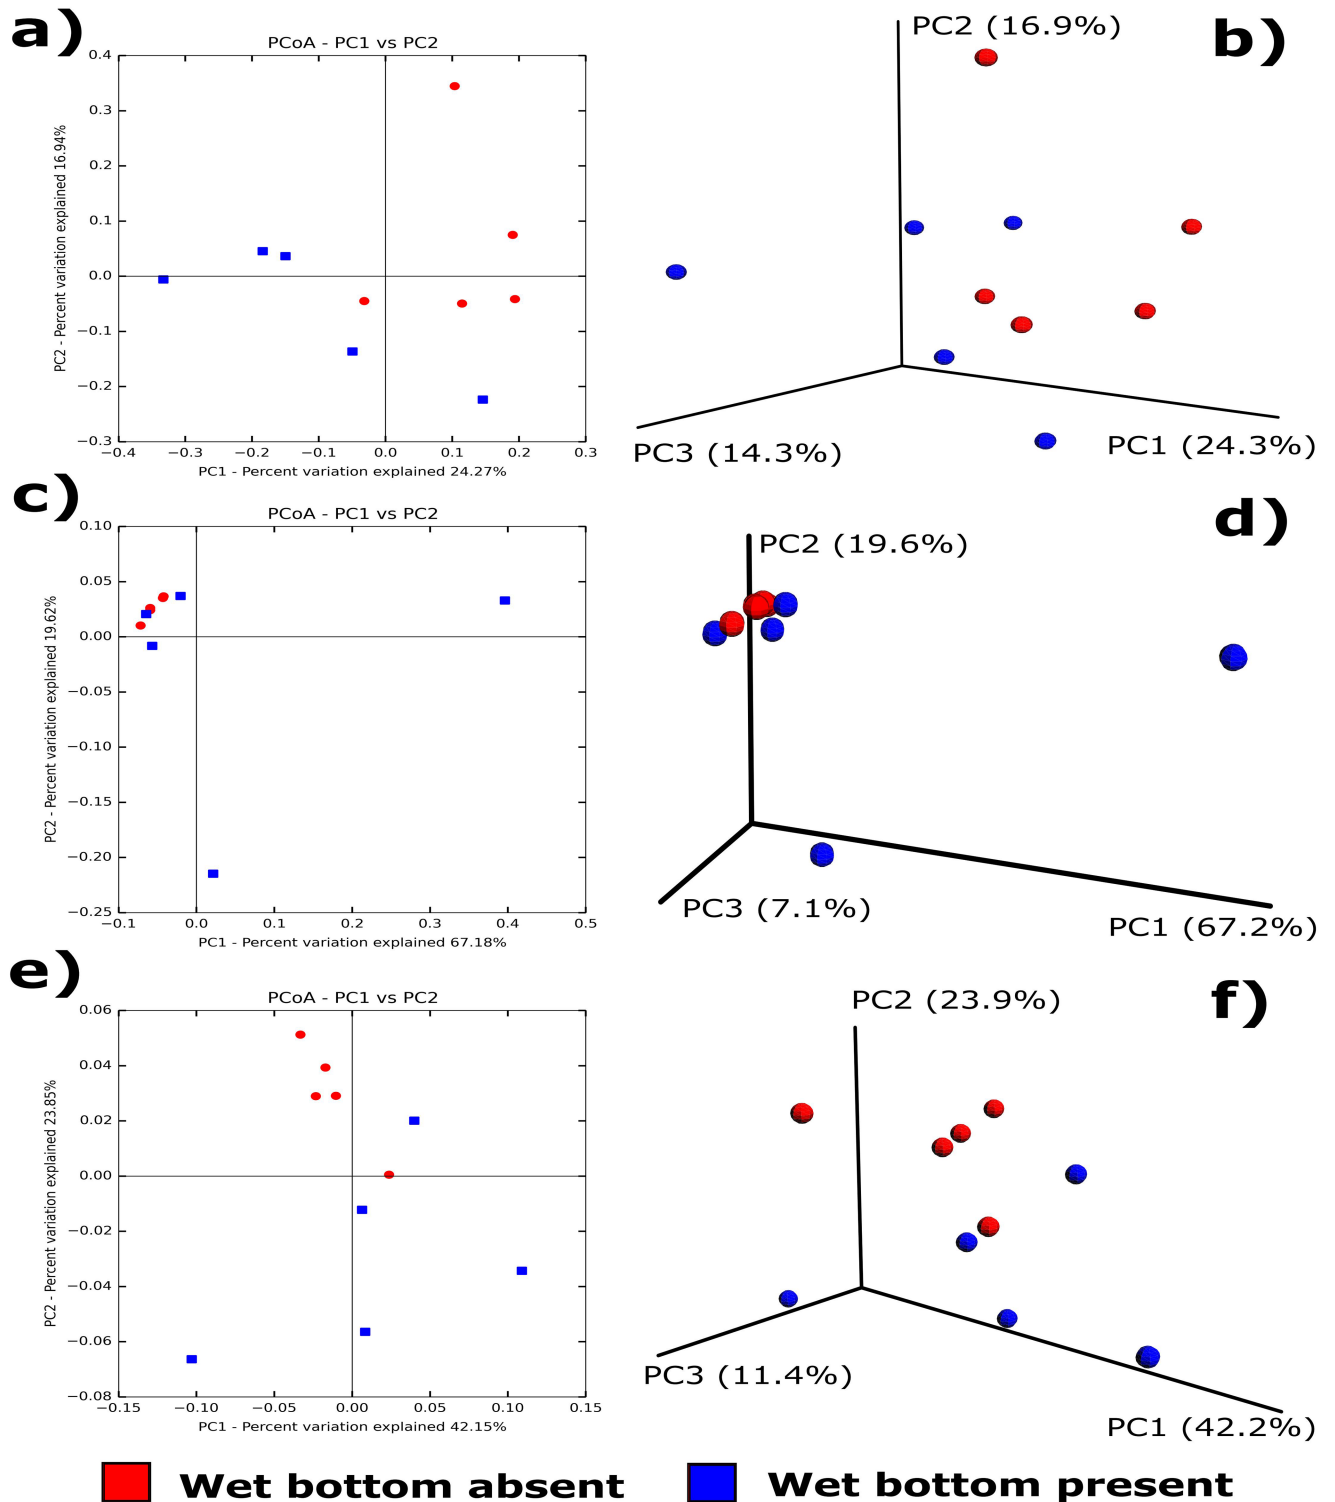 a)
PCoA - PC1 vs PC2
0.4
0.3
0.2
0.1
0.0
−0.1
−0.2
−0.3
−0.4 −0.3 −0.2 −0.1 0.0 0.1 0.2 0.3
PC2 - Percent variation explained 16.94%
PC1 - Percent variation explained 24.27%
b)
PC2 (16.9%)
PC3 (14.3%)
PC1 (24.3%)
c)
PCoA - PC1 vs PC2
0.10
0.05
0.00
−0.05
−0.10
−0.15
−0.20
−0.25
−0.1 0.0 0.1 0.2 0.3 0.4 0.5
PC2 - Percent variation explained 19.62%
PC1 - Percent variation explained 67.18%
d)
PC2 (19.6%)
PC3 (7.1%)
PC1 (67.2%)
e)
PCoA - PC1 vs PC2
0.06
0.04
0.02
0.00
−0.02
−0.04
−0.06
−0.08
−0.15 −0.10 −0.05 0.00 0.05 0.10 0.15
PC2 - Percent variation explained 23.85%
PC1 - Percent variation explained 42.15%
f)
PC2 (23.9%)
PC3 (11.4%)
PC1 (42.2%)
Wet bottom absent
Wet bottom present